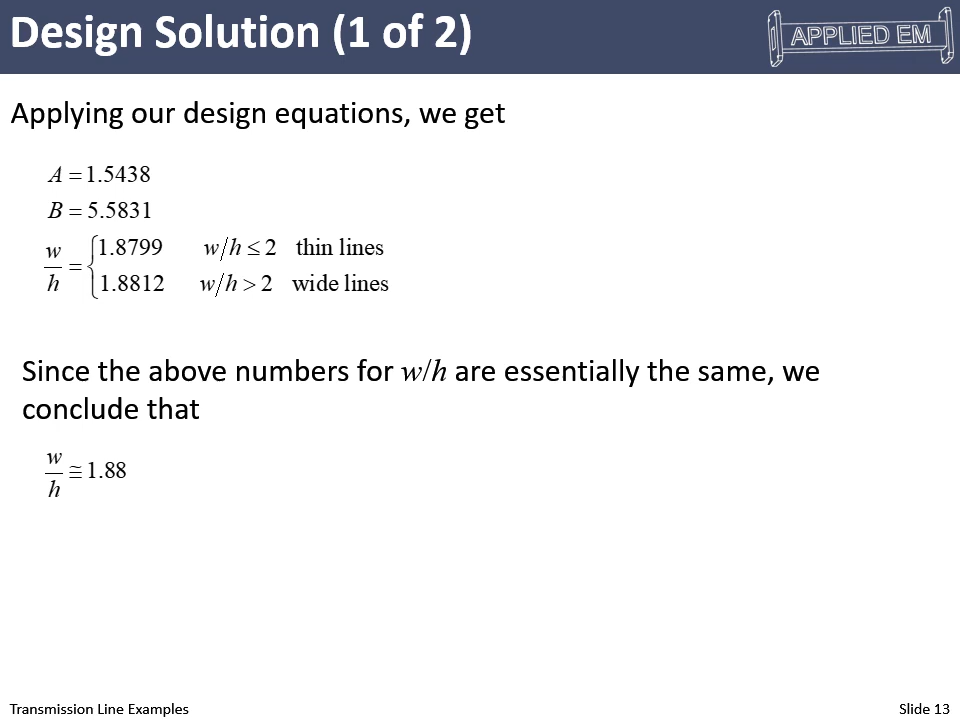 Design Solution (1 of 2)
APPLIED EM
Applying our design equations, we get
A = 1.5438
B = 5.5831
w/h = { 1.8799 w/h ≤ 2 thin lines
1.8812 w/h > 2 wide lines
Since the above numbers for w/h are essentially the same, we
conclude that
w/h ≅ 1.88
Transmission Line Examples
Slide 13